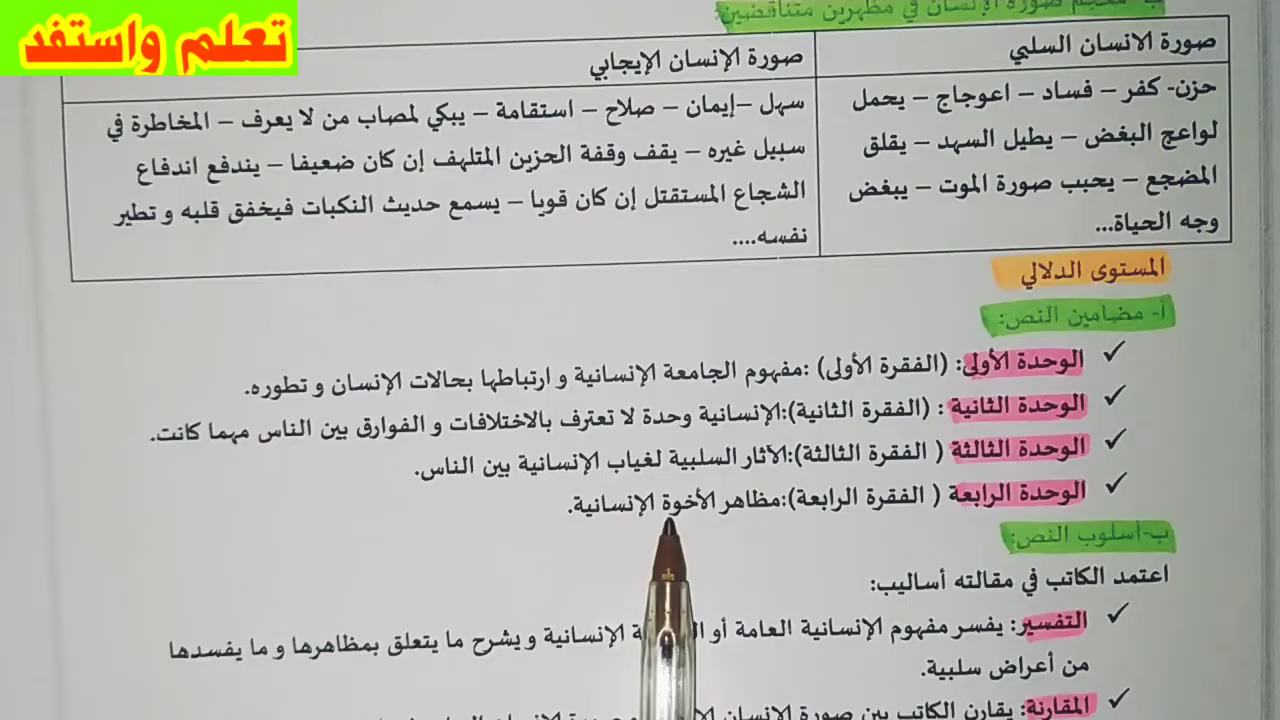 تعلم واستفد
ب- معجم صورة الإنسان في مظهرين متناقضين:
صورة الانسان السلبي
صورة الإنسان الإيجابي
حزن- كفر – فساد – اعوجاج – يحمل
لواعج البغض – يطيل السهد – يقلق
المضجع – يحبب صورة الموت – يبغض
وجه الحياة...
سهل –إيمان – صلاح – استقامة – يبكي لمصاب من لا يعرف – المخاطرة في
سبيل غيره – يقف وقفة الحزين المتلهف إن كان ضعيفا – يندفع اندفاع
الشجاع المستقتل إن كان قويا – يسمع حديث النكبات فيخفق قلبه و تطير
نفسه....
المستوى الدلالي
أ- مضامين النص:
✓ الوحدة الأولى: (الفقرة الأولى) :مفهوم الجامعة الإنسانية و ارتباطها بحالات الإنسان و تطوره.
✓ الوحدة الثانية : (الفقرة الثانية):الإنسانية وحدة لا تعترف بالاختلافات و الفوارق بين الناس مهما كانت.
✓ الوحدة الثالثة ( الفقرة الثالثة):الآثار السلبية لغياب الإنسانية بين الناس.
✓ الوحدة الرابعة ( الفقرة الرابعة):مظاهر الأخوة الإنسانية.
ب-أسلوب النص:
اعتمد الكاتب في مقالته أساليب:
✓ التفسير: يفسر مفهوم الإنسانية العامة أو الإنسانية و يشرح ما يتعلق بمظاهرها و ما يفسدها
من أعراض سلبية.
✓ المقارنة: يقارن الكاتب بين صورة الإنسان